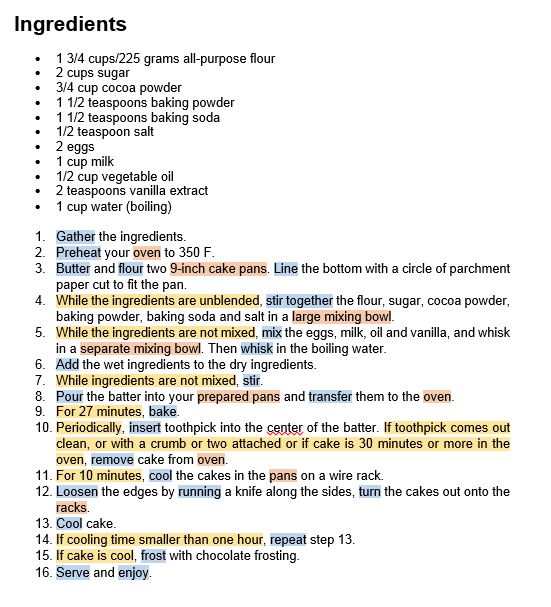 Ingredients
• 1 3/4 cups/225 grams all-purpose flour
• 2 cups sugar
• 3/4 cup cocoa powder
• 1 1/2 teaspoons baking powder
• 1 1/2 teaspoons baking soda
• 1/2 teaspoon salt
• 2 eggs
• 1 cup milk
• 1/2 cup vegetable oil
• 2 teaspoons vanilla extract
• 1 cup water (boiling)
1. Gather the ingredients.
2. Preheat your oven to 350 F.
3. Butter and flour two 9-inch cake pans. Line the bottom with a circle of parchment
paper cut to fit the pan.
4. While the ingredients are unblended, stir together the flour, sugar, cocoa powder,
baking powder, baking soda and salt in a large mixing bowl.
5. While the ingredients are not mixed, mix the eggs, milk, oil and vanilla, and whisk
in a separate mixing bowl. Then whisk in the boiling water.
6. Add the wet ingredients to the dry ingredients.
7. While ingredients are not mixed, stir.
8. Pour the batter into your prepared pans and transfer them to the oven.
9. For 27 minutes, bake.
10. Periodically, insert toothpick into the center of the batter. If toothpick comes out
clean, or with a crumb or two attached or if cake is 30 minutes or more in the
oven, remove cake from oven.
11. For 10 minutes, cool the cakes in the pans on a wire rack.
12. Loosen the edges by running a knife along the sides, turn the cakes out onto the
racks.
13. Cool cake.
14. If cooling time smaller than one hour, repeat step 13.
15. If cake is cool, frost with chocolate frosting.
16. Serve and enjoy.